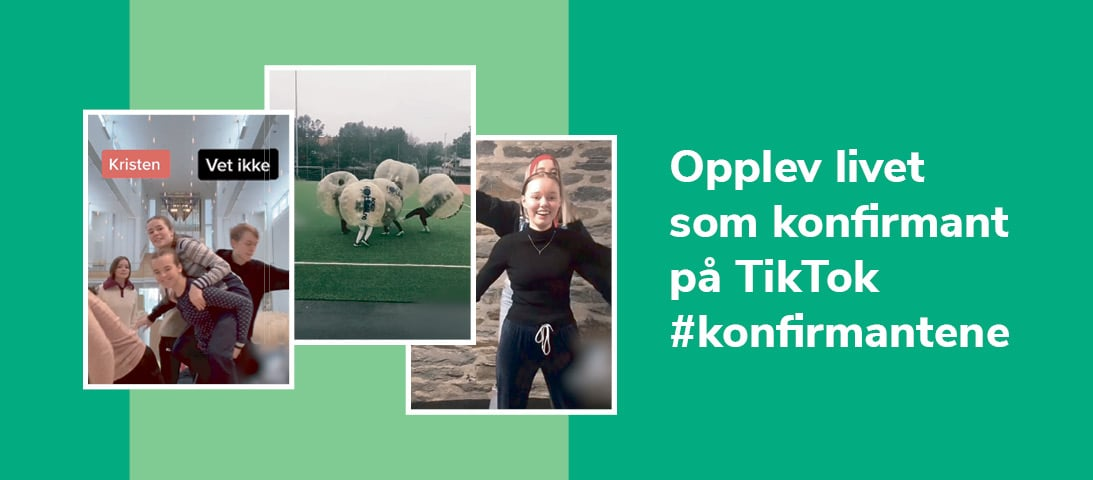 Kristen
Vet ikke
Opplev livet
som konfirmant
på TikTok
#konfirmantene